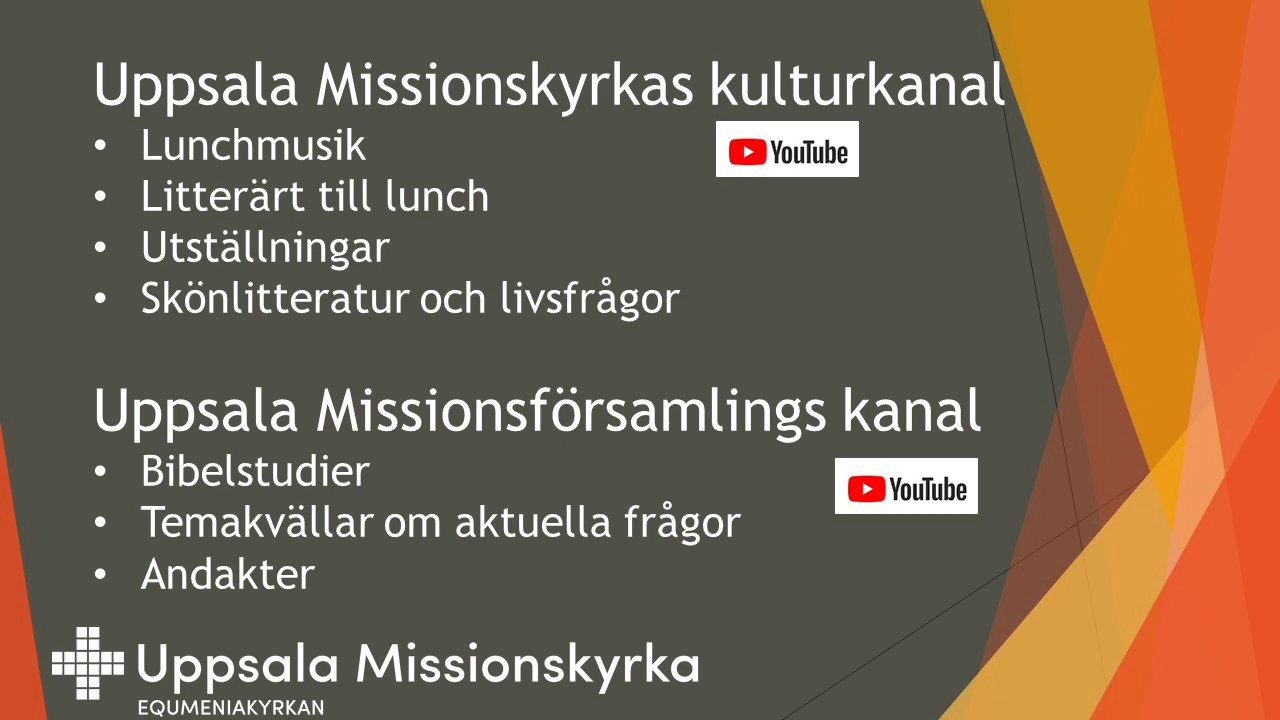 Uppsala Missionskyrkas kulturkanal
• Lunchmusik
YouTube
• Litterärt till lunch
• Utställningar
• Skönlitteratur och livsfrågor
Uppsala Missionsförsamlings kanal
• Bibelstudier
YouTube
• Temakvällar om aktuella frågor
• Andakter
Uppsala Missionskyrka
EQUMENIAKYRKAN